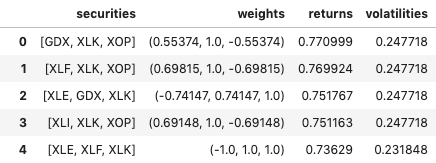 securities weights returns volatilities
0 [GDX, XLK, XOP] (0.55374, 1.0, -0.55374) 0.770999 0.247718
1 [XLF, XLK, XOP] (0.69815, 1.0, -0.69815) 0.769924 0.247718
2 [XLE, GDX, XLK] (-0.74147, 0.74147, 1.0) 0.751767 0.247718
3 [XLI, XLK, XOP] (0.69148, 1.0, -0.69148) 0.751163 0.247718
4 [XLE, XLF, XLK] (-1.0, 1.0, 1.0) 0.73629 0.231848